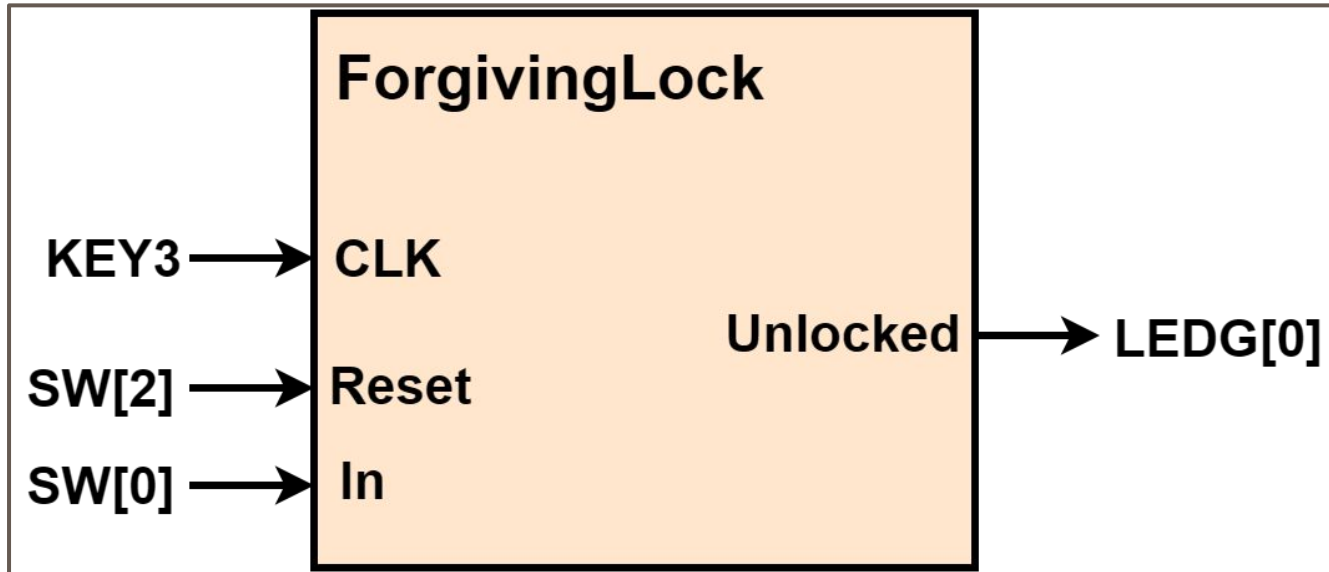 ForgivingLock
KEY3
CLK
Unlocked
LEDG[0]
SW[2]
Reset
SW[0]
In